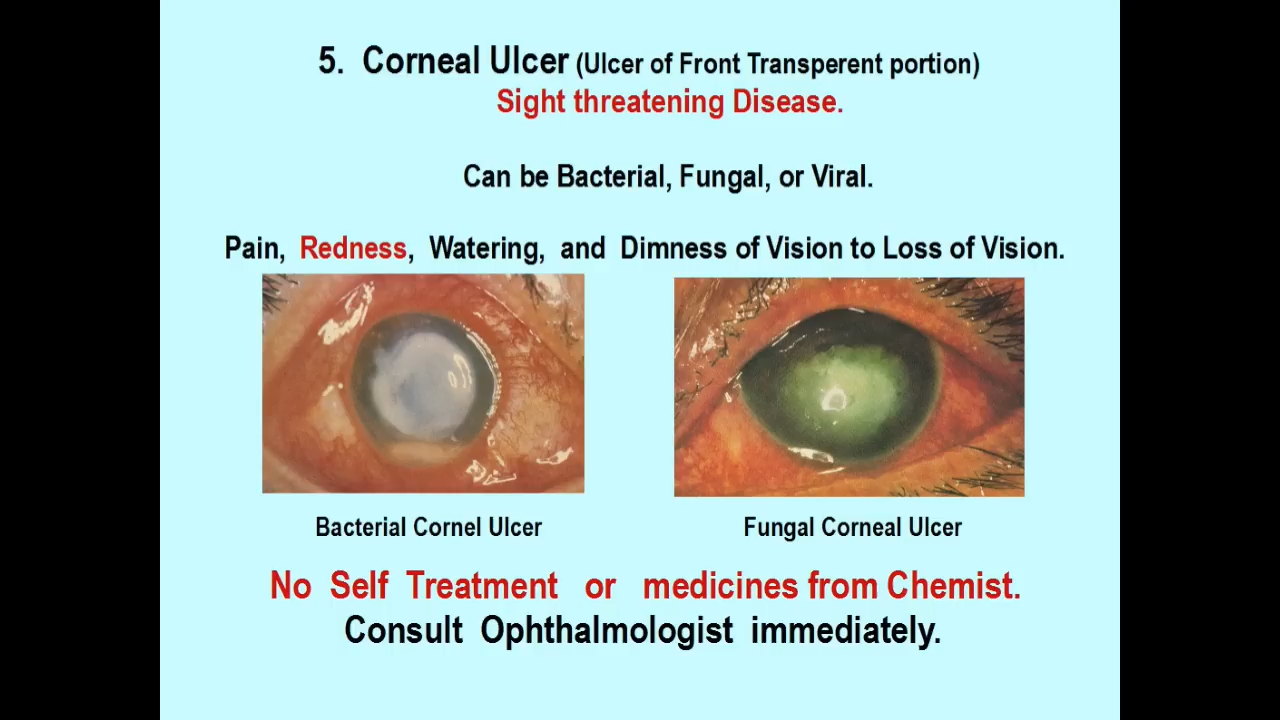 5. Corneal Ulcer (Ulcer of Front Transperent portion)
Sight threatening Disease.
Can be Bacterial, Fungal, or Viral.
Pain, Redness, Watering, and Dimness of Vision to Loss of Vision.
Bacterial Cornel Ulcer
Fungal Corneal Ulcer
No Self Treatment or medicines from Chemist.
Consult Ophthalmologist immediately.